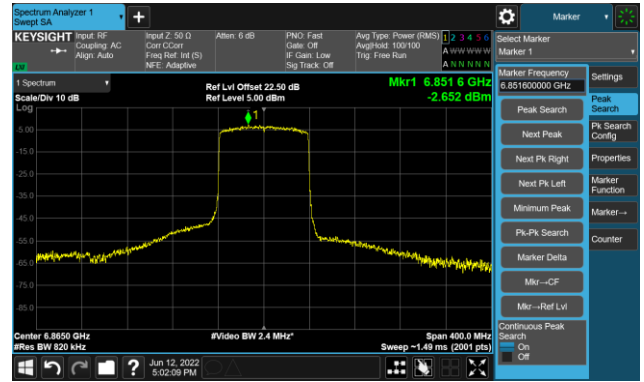 Spectrum Analyzer 1
Swept SA
+
Marker
KEYSIGHT
Input: RF
Coupling: AC
Align: Auto
Input Z: 50 Ω
Corr CCorr
Freq Ref: Int (S)
NFE: Adaptive
Atten: 6 dB
PNO: Fast
Gate: Off
IF Gain: Low
Sig Track: Off
Avg Type: Power (RMS)
Avg|Hold: 100/100
Trig: Free Run
1 2 3 4 5 6
A W W W W W
A N N N N N
LXI
Select Marker
Marker 1
1 Spectrum
Scale/Div 10 dB
Ref Lvl Offset 22.50 dB
Ref Level 5.00 dBm
Mkr1 6.851 6 GHz
-2.652 dBm
Log
1
-5.00
-15.0
-25.0
-35.0
-45.0
-55.0
-65.0
-75.0
-85.0
Center 6.8650 GHz
#Res BW 820 kHz
#Video BW 2.4 MHz*
Span 400.0 MHz
Sweep ~1.49 ms (2001 pts)
Marker Frequency
6.851600000 GHz
Peak Search
Next Peak
Next Pk Right
Next Pk Left
Minimum Peak
Pk-Pk Search
Marker Delta
Mkr→CF
Mkr→Ref Lvl
Continuous Peak
Search
On
Off
Settings
Peak
Search
Pk Search
Config
Properties
Marker
Function
Marker→
Counter
?
Jun 12, 2022
5:02:09 PM